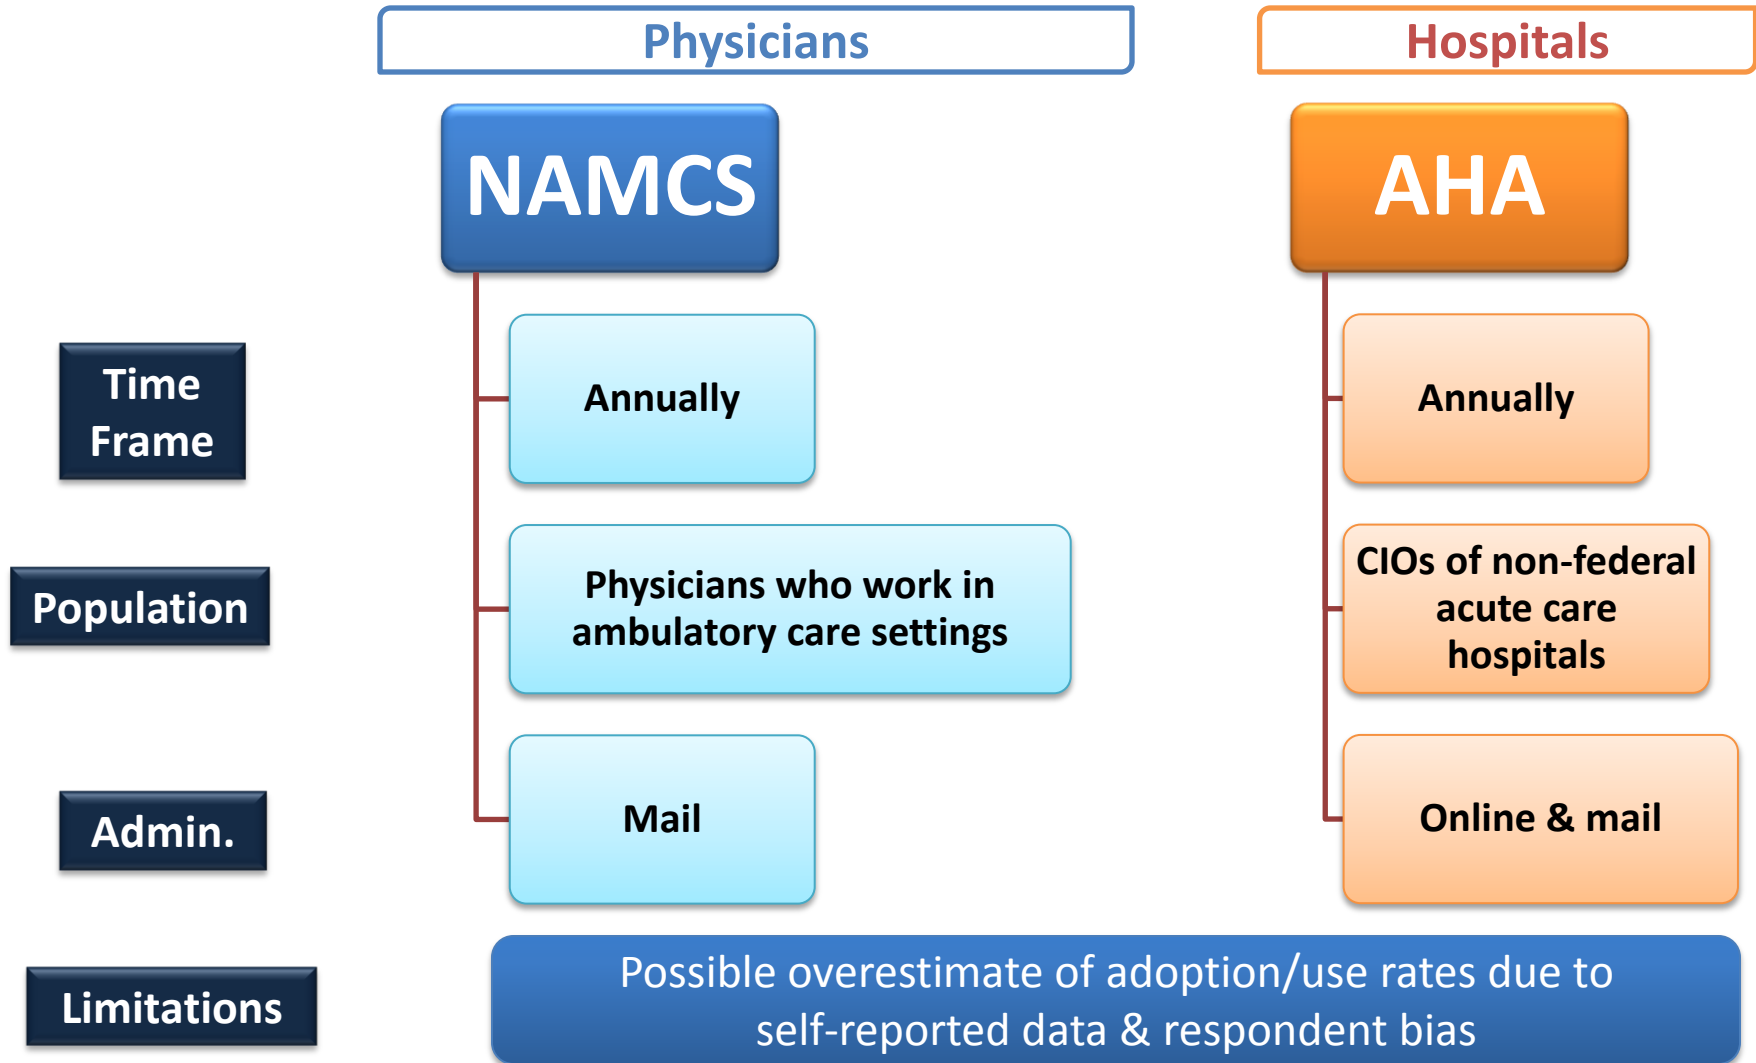 Physicians
Hospitals
NAMCS
AHA
Time
Frame
Annually
Annually
Population
Physicians who work in
ambulatory care settings
CIOs of non-federal
acute care
hospitals
Admin.
Mail
Online & mail
Limitations
Possible overestimate of adoption/use rates due to
self-reported data & respondent bias